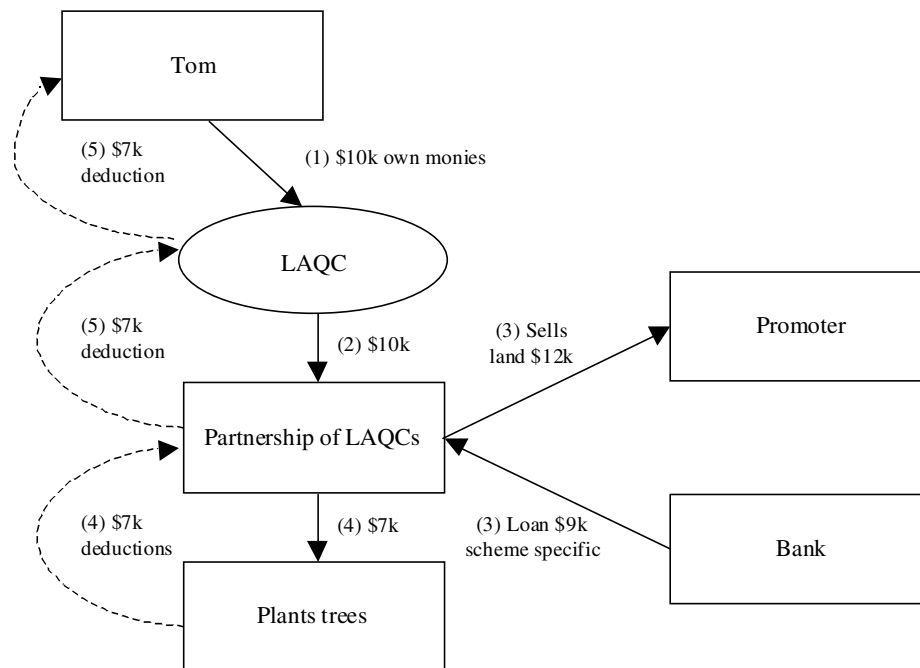 Tom
(5) $7k
deduction
(1) $10k own monies
LAQC
(5) $7k
deduction
(2) $10k
(3) Sells
land $12k
Promoter
Partnership of LAQCs
(4) $7k
deductions
(4) $7k
(3) Loan $9k
scheme specific
Bank
Plants trees